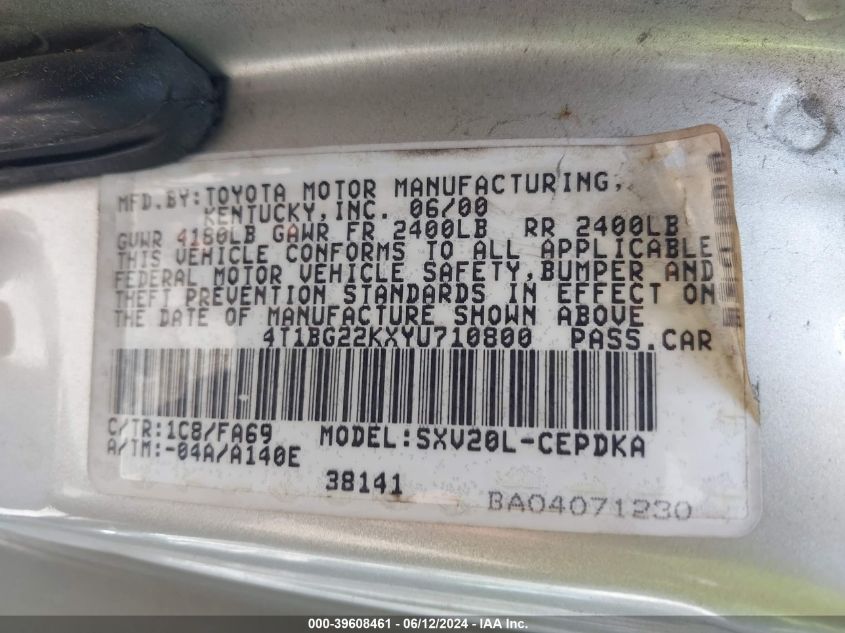 MFD.BY:TOYOTA MOTOR MANUFACTURING,
KENTUCKY,INC. 06/00
GVWR 4180LB GAWR FR 2400LB RR 2400LB
THIS VEHICLE CONFORMS TO ALL APPLICABLE
FEDERAL MOTOR VEHICLE SAFETY,BUMPER AND
THEFT PREVENTION STANDARDS IN EFFECT ON
THE DATE OF MANUFACTURE SHOWN ABOVE
4T1BG22KXYU710800 PASS.CAR
C/TR:1C8/FA69 MODEL:SXV20L-CEPDKA
A/TM:-04A/A140E
38141
BA04071230
000-39608461 - 06/12/2024 - IAA Inc.